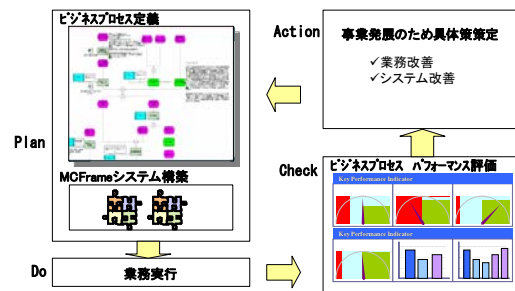 ビジネスプロセス定義
Plan
MCFrameシステム構築
Do
業務実行
Action
事業発展のため具体策策定
✓業務改善
✓システム改善
Check
ビジネスプロセス パフォーマンス評価
Key Performance Indicator
Key Performance Indicator